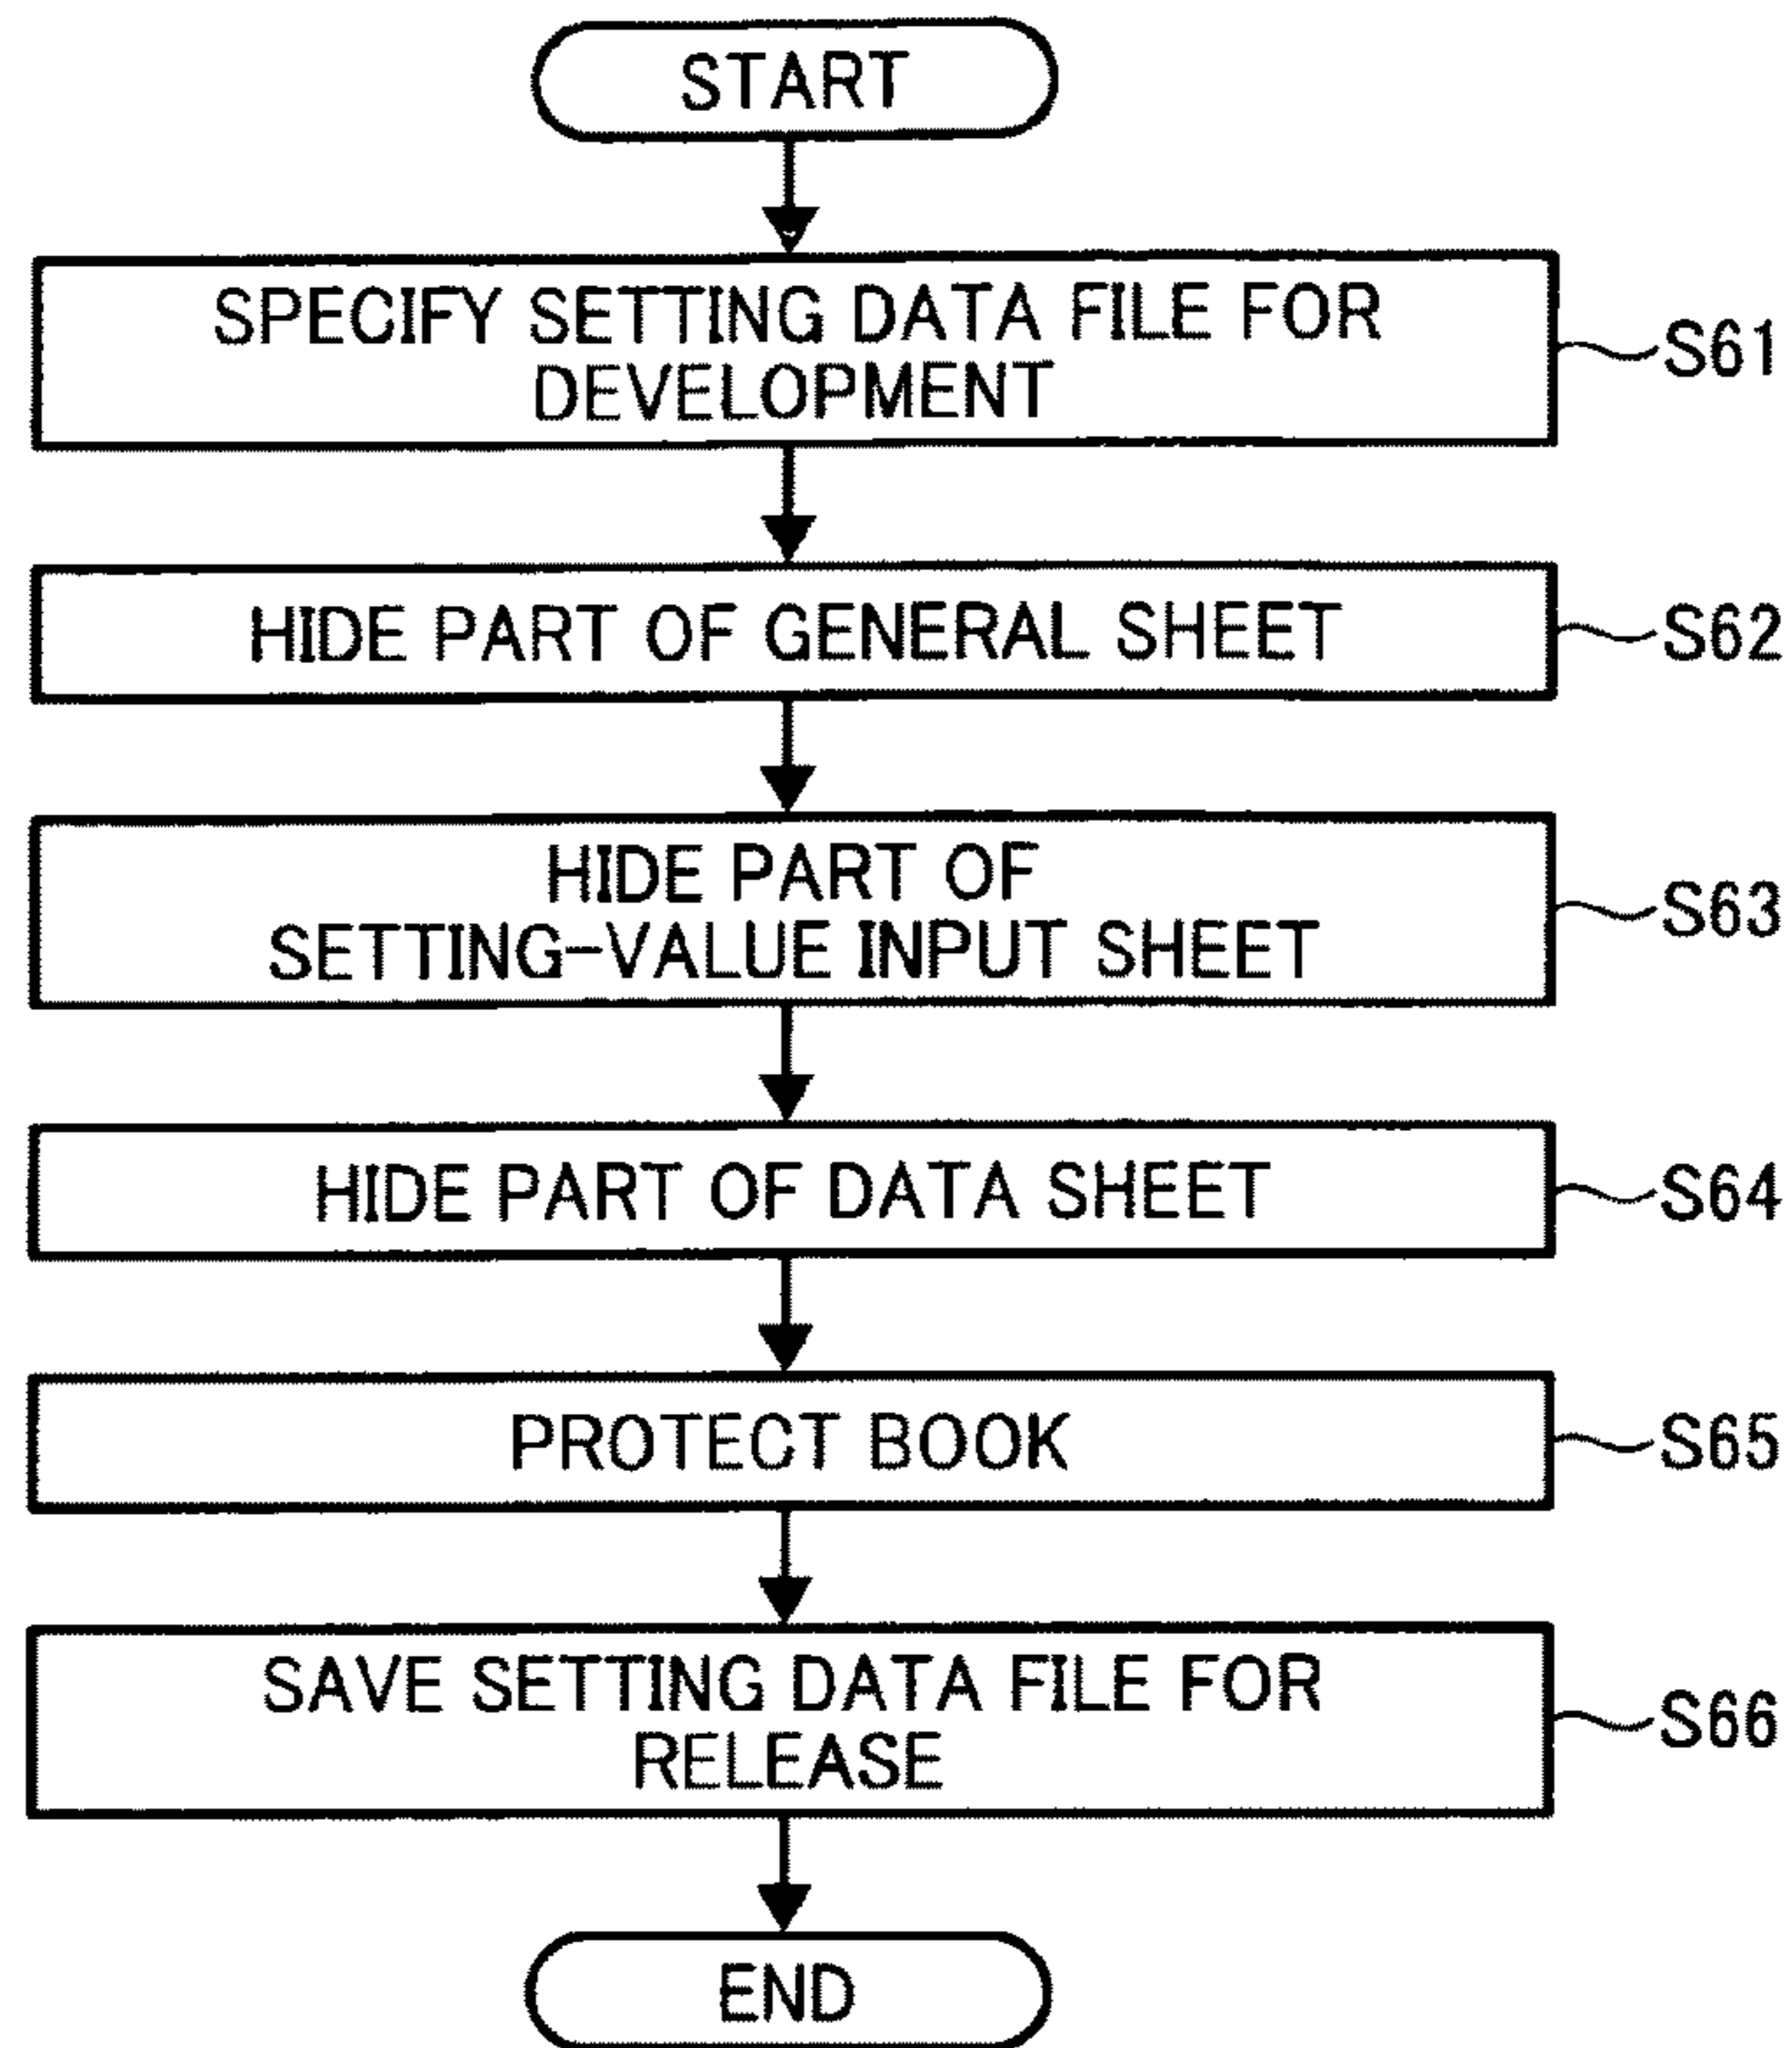 START
SPECIFY SETTING DATA FILE FOR
DEVELOPMENT
S61
HIDE PART OF GENERAL SHEET
S62
HIDE PART OF
SETTING-VALUE INPUT SHEET
S63
HIDE PART OF DATA SHEET
S64
PROTECT BOOK
S65
SAVE SETTING DATA FILE FOR
RELEASE
S66
END